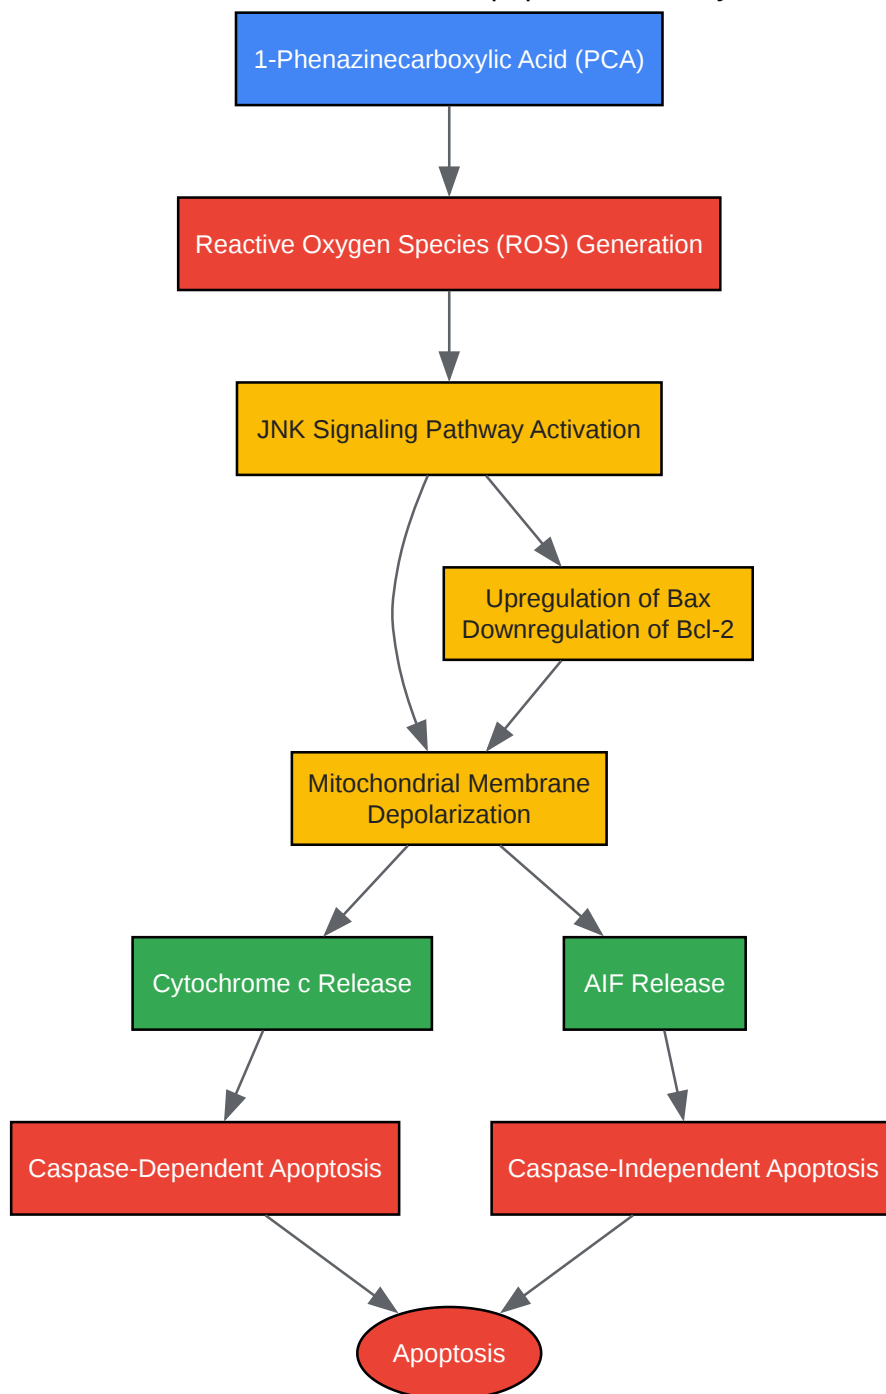 1-Phenazinecarboxylic Acid (PCA)
Reactive Oxygen Species (ROS) Generation
JNK Signaling Pathway Activation
Upregulation of Bax
Downregulation of Bcl-2
Mitochondrial Membrane
Depolarization
Cytochrome c Release
AIF Release
Caspase-Dependent Apoptosis
Caspase-Independent Apoptosis
Apoptosis